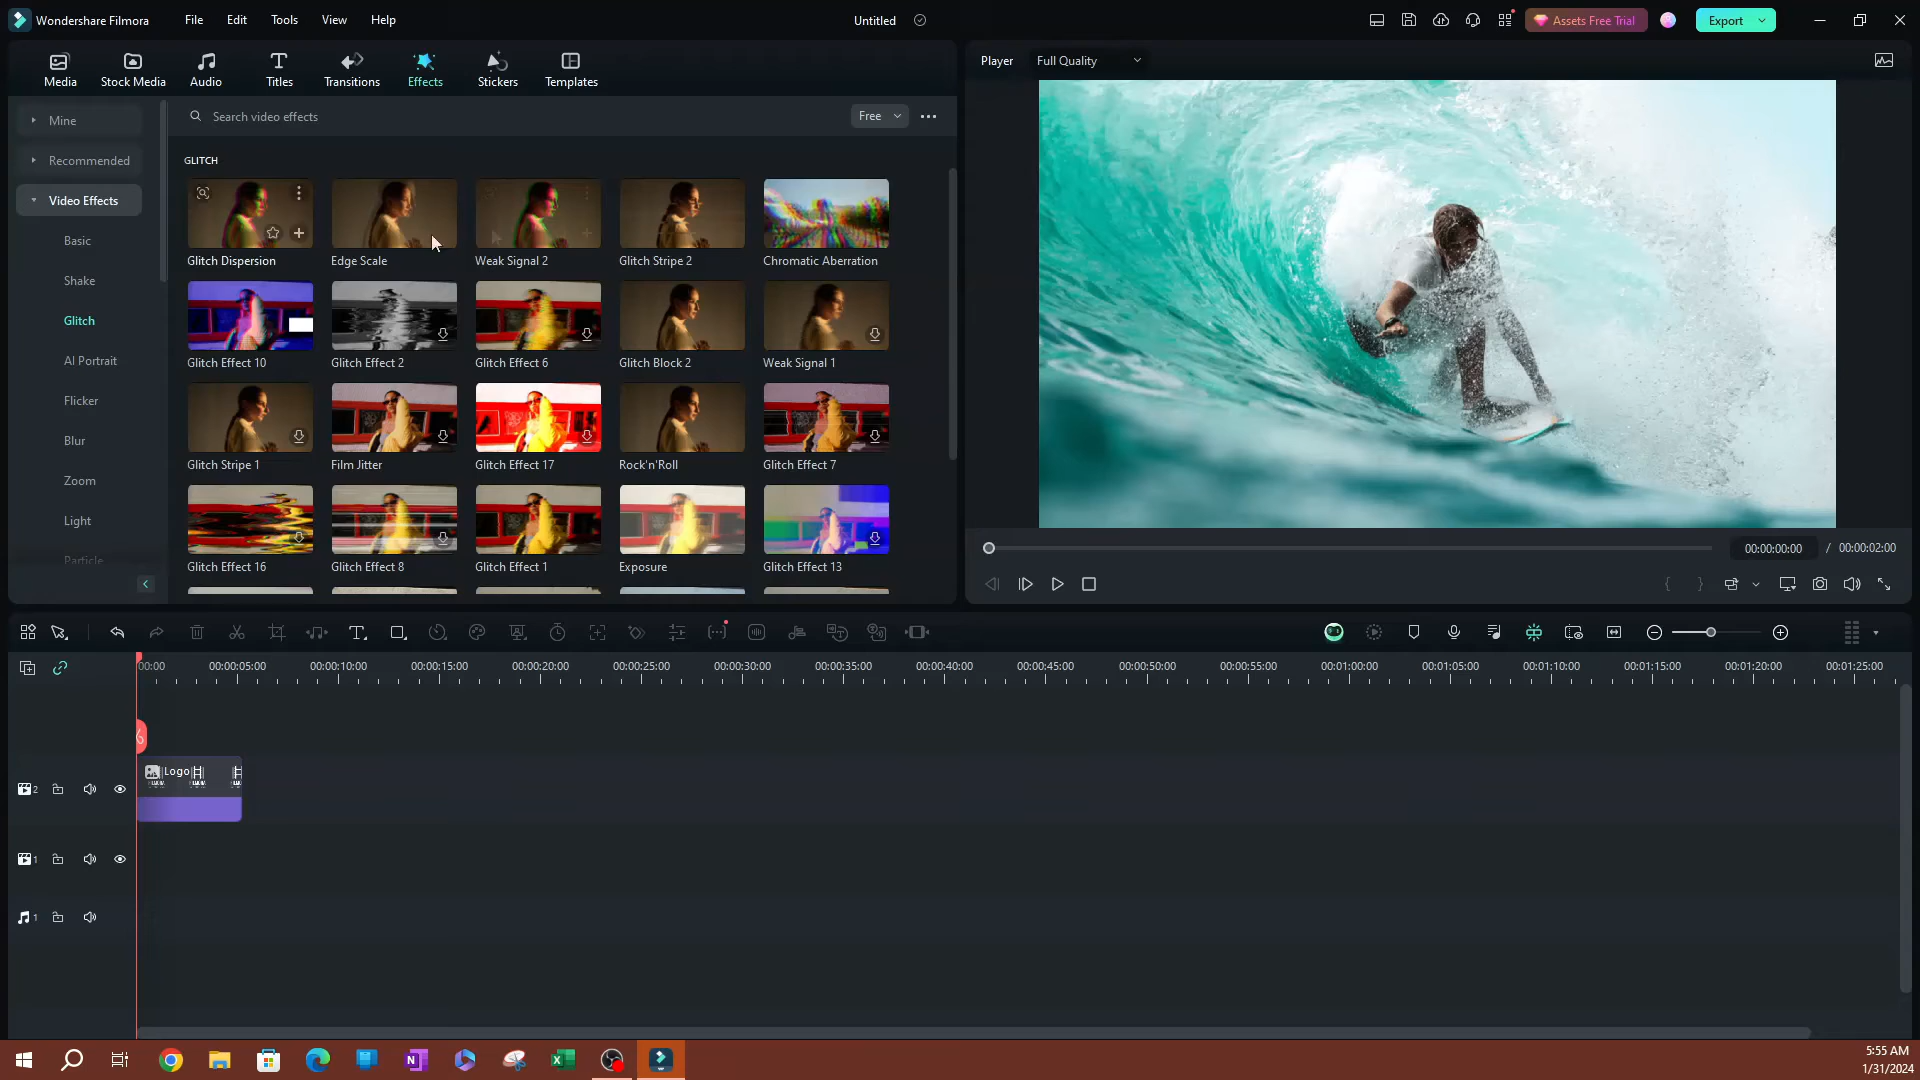 Wondershare Filmora
File
Edit
Tools
View
Help
Untitled
Assets Free Trial
Export
Media
Stock Media
Audio
Titles
Transitions
Effects
Stickers
Templates
Player
Full Quality
Mine
Recommended
Video Effects
Basic
Shake
Glitch
AI Portrait
Flicker
Blur
Zoom
Light
Particle
Search video effects
Free
GLITCH
Glitch Dispersion
Edge Scale
Weak Signal 2
Glitch Stripe 2
Chromatic Aberration
Glitch Effect 10
Glitch Effect 2
Glitch Effect 6
Glitch Block 2
Weak Signal 1
Glitch Stripe 1
Film Jitter
Glitch Effect 17
Rock'n'Roll
Glitch Effect 7
Glitch Effect 16
Glitch Effect 8
Glitch Effect 1
Exposure
Glitch Effect 13
00:00:00:00 / 00:00:02:00
00:00 00:00:05:00 00:00:10:00 00:00:15:00 00:00:20:00 00:00:25:00 00:00:30:00 00:00:35:00 00:00:40:00 00:00:45:00 00:00:50:00 00:00:55:00 00:01:00:00 00:01:05:00 00:01:10:00 00:01:15:00 00:01:20:00 00:01:25:00
Logo
2
1
1
5:55 AM
1/31/2024